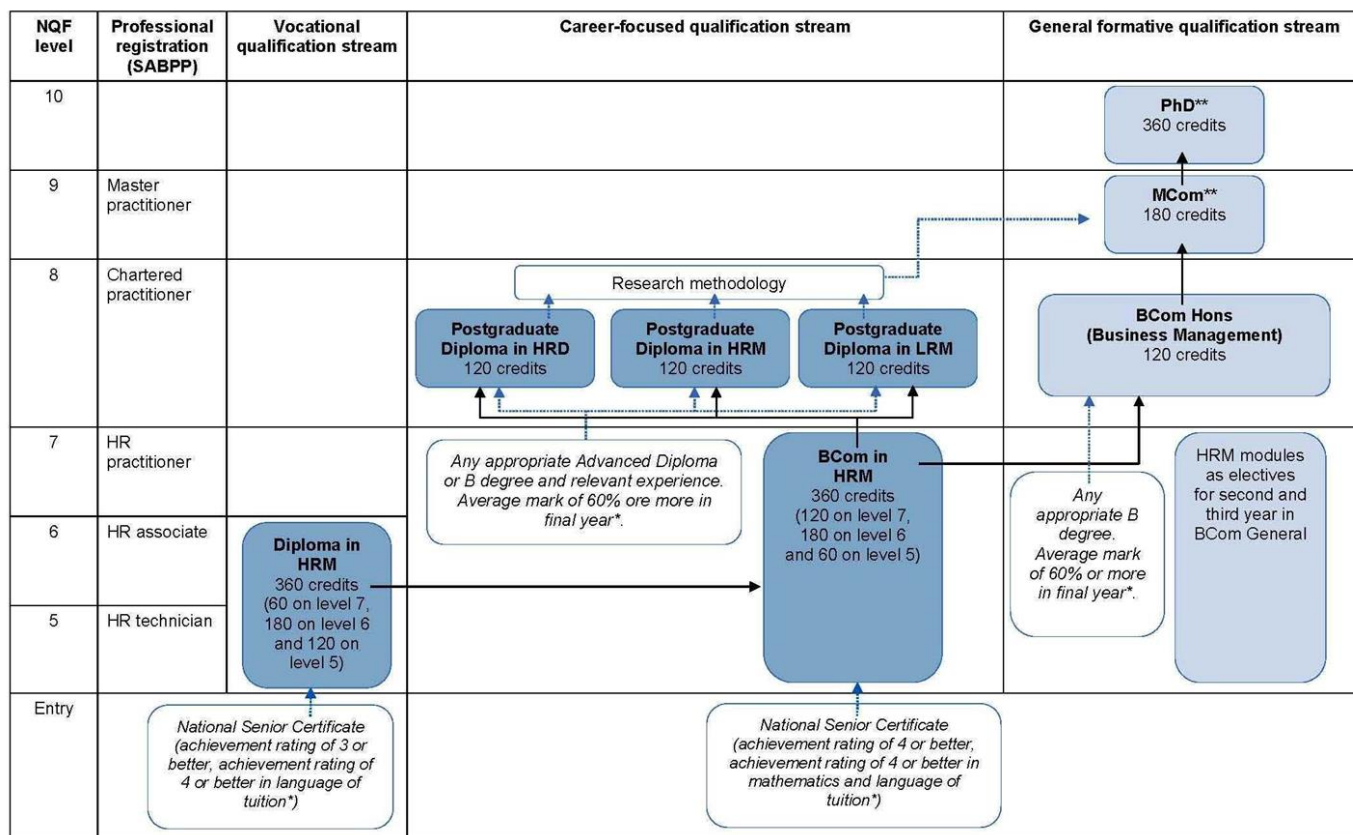 NQF
level
Professional
registration
(SABPP)
Vocational
qualification stream
Career-focused qualification stream
General formative qualification stream
10
PhD**
360 credits
9
Master
practitioner
MCom**
180 credits
8
Chartered
practitioner
Research methodology
Postgraduate
Diploma in HRD
120 credits
Postgraduate
Diploma in HRM
120 credits
Postgraduate
Diploma in LRM
120 credits
BCom Hons
(Business Management)
120 credits
7
HR
practitioner
Any appropriate Advanced Diploma
or B degree and relevant experience.
Average mark of 60% ore more in
final year*.
BCom in
HRM
360 credits
(120 on level 7,
180 on level 6
and 60 on level 5)
Any
appropriate B
degree.
Average mark
of 60% or more
in final year*.
HRM modules
as electives
for second and
third year in
BCom General
6
HR associate
Diploma in
HRM
360 credits
(60 on level 7,
180 on level 6
and 120 on
level 5)
5
HR technician
Entry
National Senior Certificate
(achievement rating of 3 or
better, achievement rating of
4 or better in language of
tuition*)
National Senior Certificate
(achievement rating of 4 or better,
achievement rating of 4 or better in
mathematics and language of
tuition*)